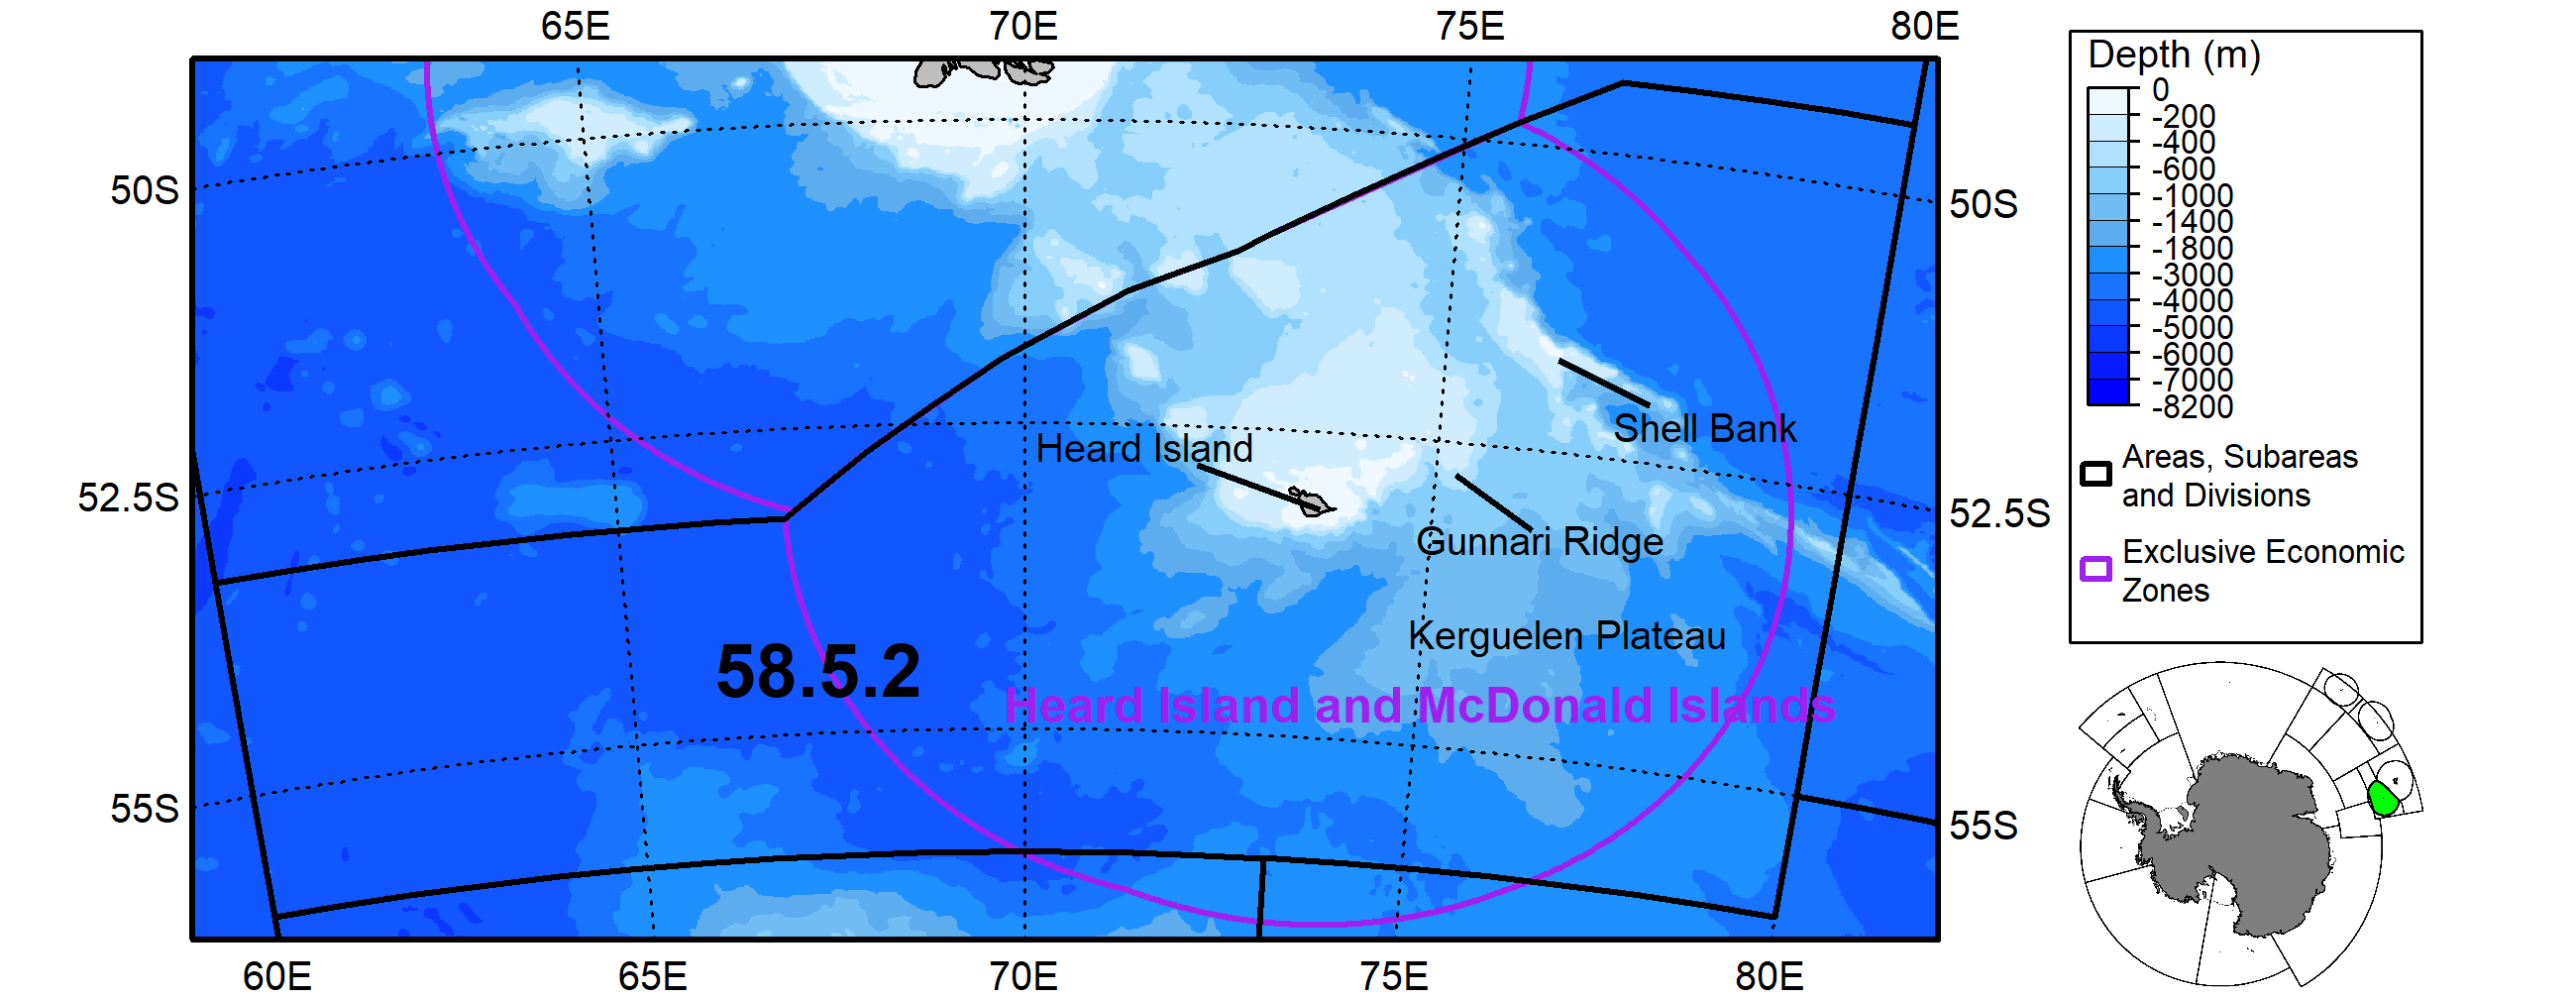 65E
70E
75E
80E
50S
52.5S
55S
50S
52.5S
55S
60E
65E
70E
75E
80E
Heard Island
Shell Bank
Gunnari Ridge
Kerguelen Plateau
58.5.2
Heard Island and McDonald Islands
Depth (m)
0
-200
-400
-600
-1000
-1400
-1800
-3000
-4000
-5000
-6000
-7000
-8200
Areas, Subareas
and Divisions
Exclusive Economic
Zones